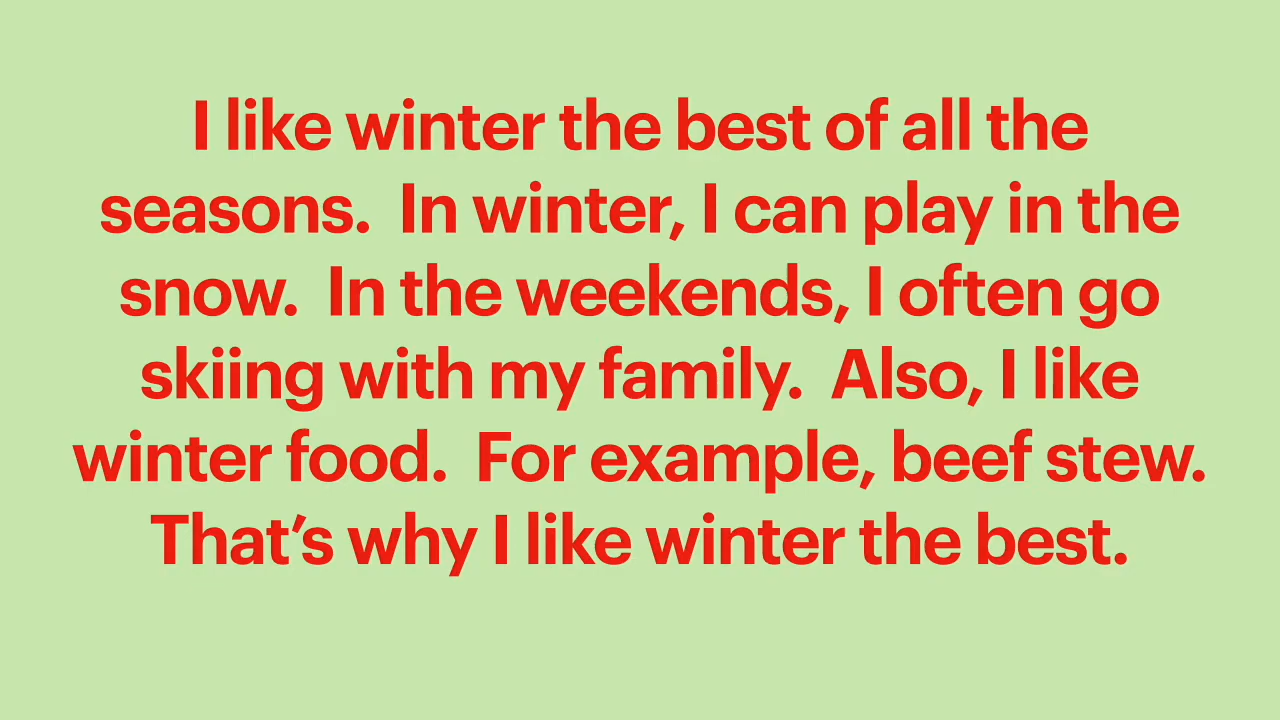 I like winter the best of all the
seasons.  In winter, I can play in the
snow.  In the weekends, I often go
skiing with my family.  Also, I like
winter food.  For example, beef stew.
That’s why I like winter the best.